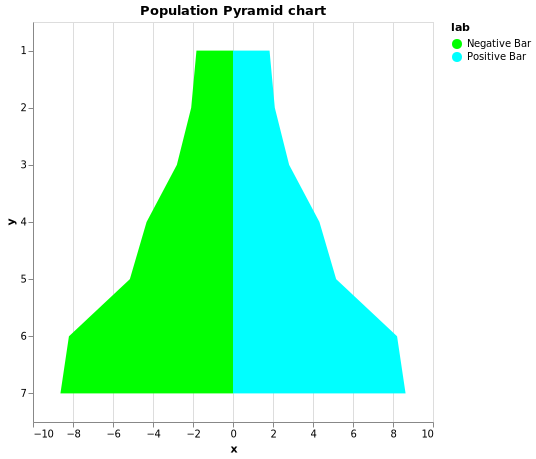 Population Pyramid chart
lab
Negative Bar
Positive Bar
1
2
3
4
5
6
7
y
−10 −8 −6 −4 −2 0 2 4 6 8 10
x